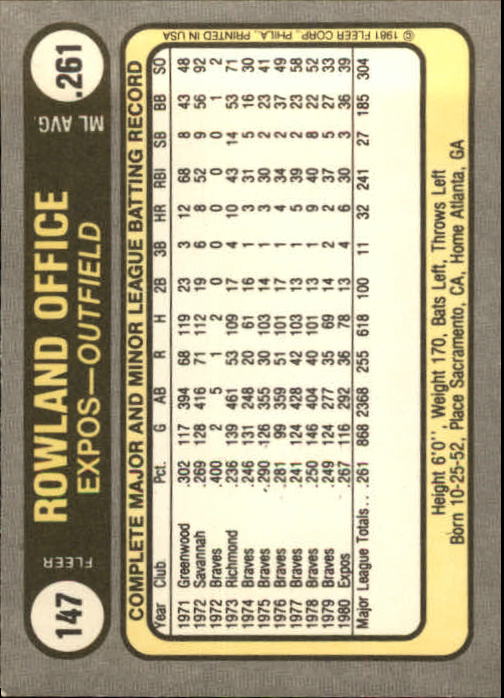 147
FLEER
ROWLAND OFFICE
EXPOS—OUTFIELD
ML AVG.
.261
COMPLETE MAJOR AND MINOR LEAGUE BATTING RECORD
Year Club Pct. G AB R H 2B 3B HR RBI SB BB SO
1971 Greenwood .302 117 394 68 119 23 3 12 68 8 43 48
1972 Savannah .269 128 416 71 112 19 6 8 52 9 56 92
1972 Braves .400 2 5 1 2 0 0 0 0 0 1 2
1973 Richmond .236 139 461 53 109 17 4 10 43 14 53 71
1974 Braves .246 131 248 20 61 16 1 3 31 5 16 30
1975 Braves .290 126 355 30 103 14 1 3 30 2 23 41
1976 Braves .281 99 359 51 101 17 1 4 34 2 37 49
1977 Braves .241 124 428 42 103 13 1 5 39 2 23 58
1978 Braves .250 146 404 40 101 13 1 9 40 8 22 52
1979 Braves .249 124 277 35 69 14 2 2 37 5 27 33
1980 Expos .267 116 292 36 78 13 4 6 30 3 36 39
Major League Totals . . .261 868 2368 255 618 100 11 32 241 27 185 304
Height 6'0", Weight 170, Bats Left, Throws Left
Born 10-25-52, Place Sacramento, CA, Home Atlanta, GA
© 1981 FLEER CORP., PHILA., PRINTED IN USA